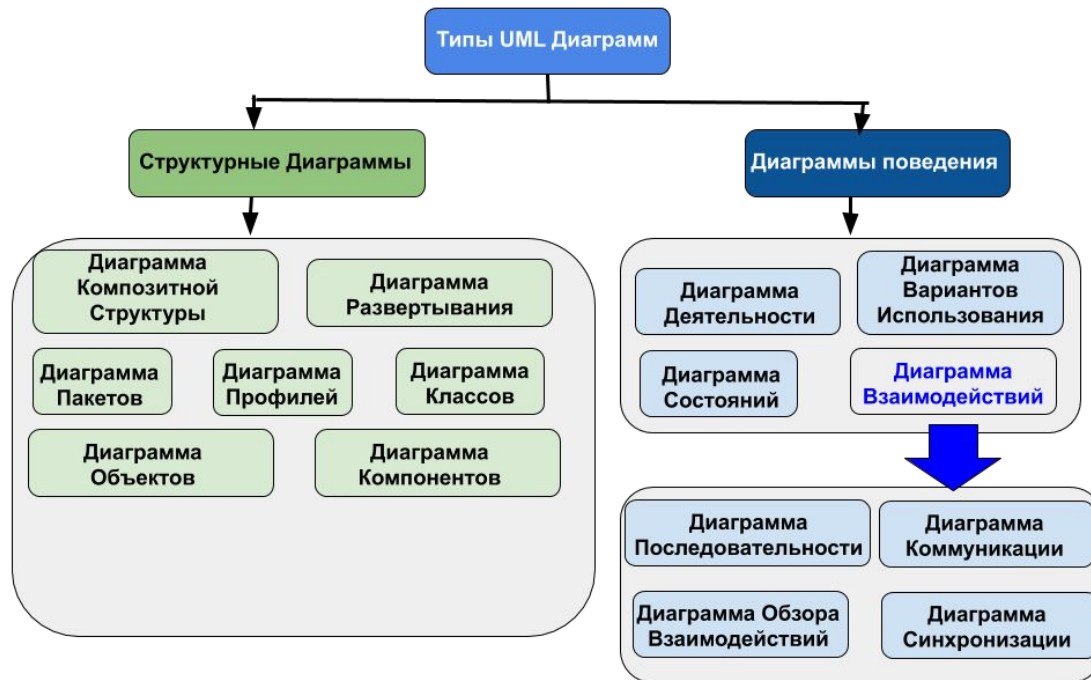 Типы UML Диаграмм
Структурные Диаграммы
Диаграмма
Композитной
Структуры
Диаграмма
Развертывания
Диаграмма
Пакетов
Диаграмма
Профилей
Диаграмма
Классов
Диаграмма
Объектов
Диаграмма
Компонентов
Диаграммы поведения
Диаграмма
Деятельности
Диаграмма
Вариантов
Использования
Диаграмма
Состояний
Диаграмма
Взаимодействий
Диаграмма
Последовательности
Диаграмма
Коммуникации
Диаграмма Обзора
Взаимодействий
Диаграмма
Синхронизации